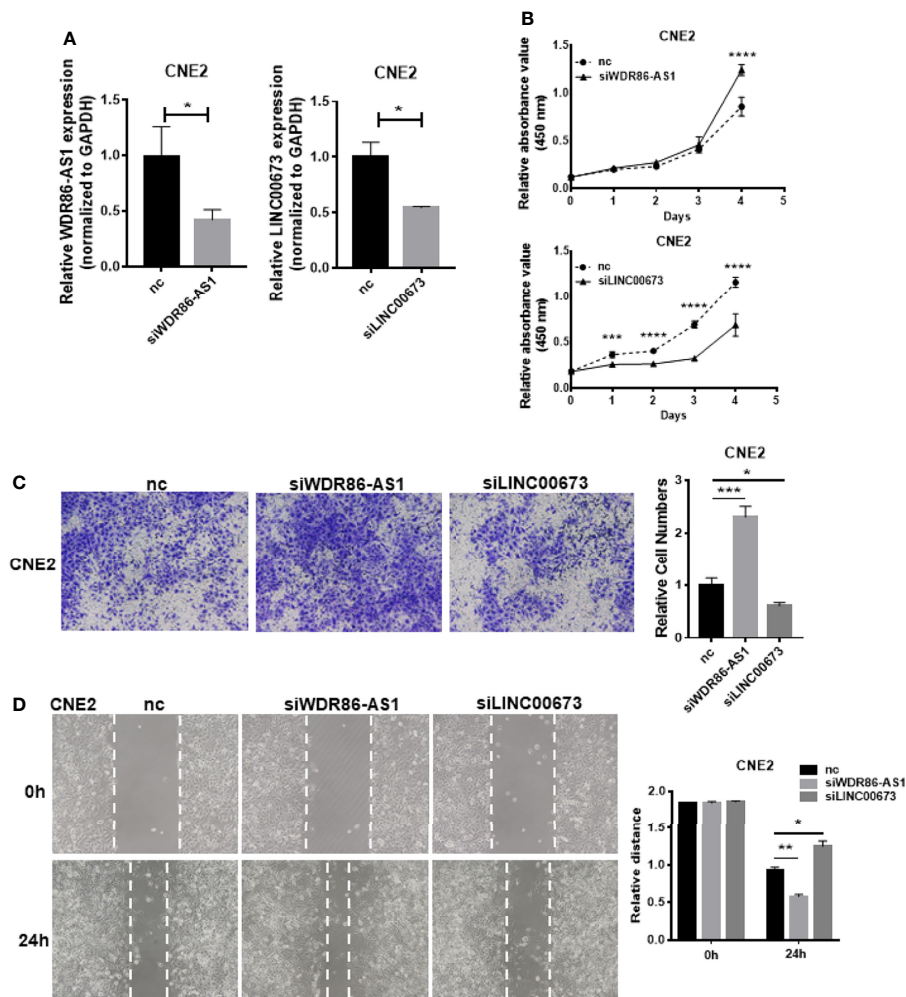 A
CNE2
Relative WDR86-AS1 expression
(normalized to GAPDH)
1.5
1.0
0.5
0.0
*
nc
siWDR86-AS1
CNE2
Relative LINC00673 expression
(normalized to GAPDH)
1.5
1.0
0.5
0.0
*
nc
siLINC00673
B
CNE2
nc
siWDR86-AS1
****
Relative absorbance value
(450 nm)
1.5
1.0
0.5
0.0
0 1 2 3 4 5
Days
CNE2
nc
siLINC00673
*** **** **** ****
Relative absorbance value
(450 nm)
1.5
1.0
0.5
0.0
0 1 2 3 4 5
Days
C
nc siWDR86-AS1 siLINC00673
CNE2
CNE2
Relative Cell Numbers
3
2
1
0
*
***
nc
siWDR86-AS1
siLINC00673
D
CNE2 nc siWDR86-AS1 siLINC00673
0h
24h
CNE2
nc
siWDR86-AS1
siLINC00673
Relative distance
2.0
1.5
1.0
0.5
0.0
*
**
0h 24h